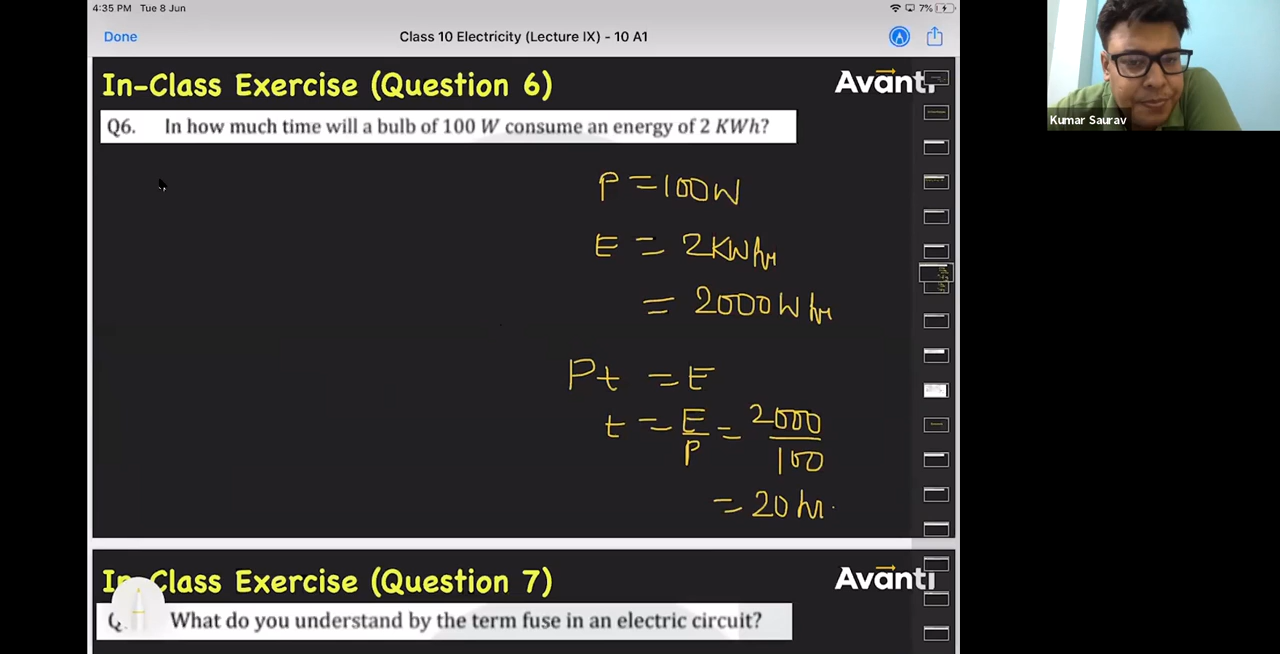 4:35 PM Tue 8 Jun
7%
Done
Class 10 Electricity (Lecture IX) - 10 A1
In-Class Exercise (Question 6)
Avanti
Q6. In how much time will a bulb of 100 W consume an energy of 2 KWh?
Kumar Saurav
P = 100W
E = 2KWhr
= 2000Whr
Pt = E
t = E/P = 2000/100
= 20 hr.
In-Class Exercise (Question 7)
Avanti
Q. What do you understand by the term fuse in an electric circuit?